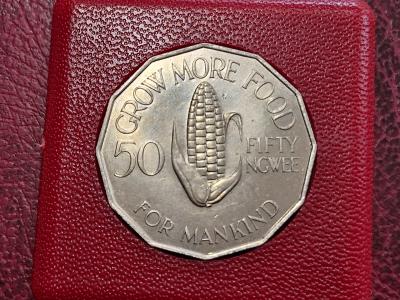 GROW MORE FOOD
50
FIFTY
NGWEE
FOR MANKIND